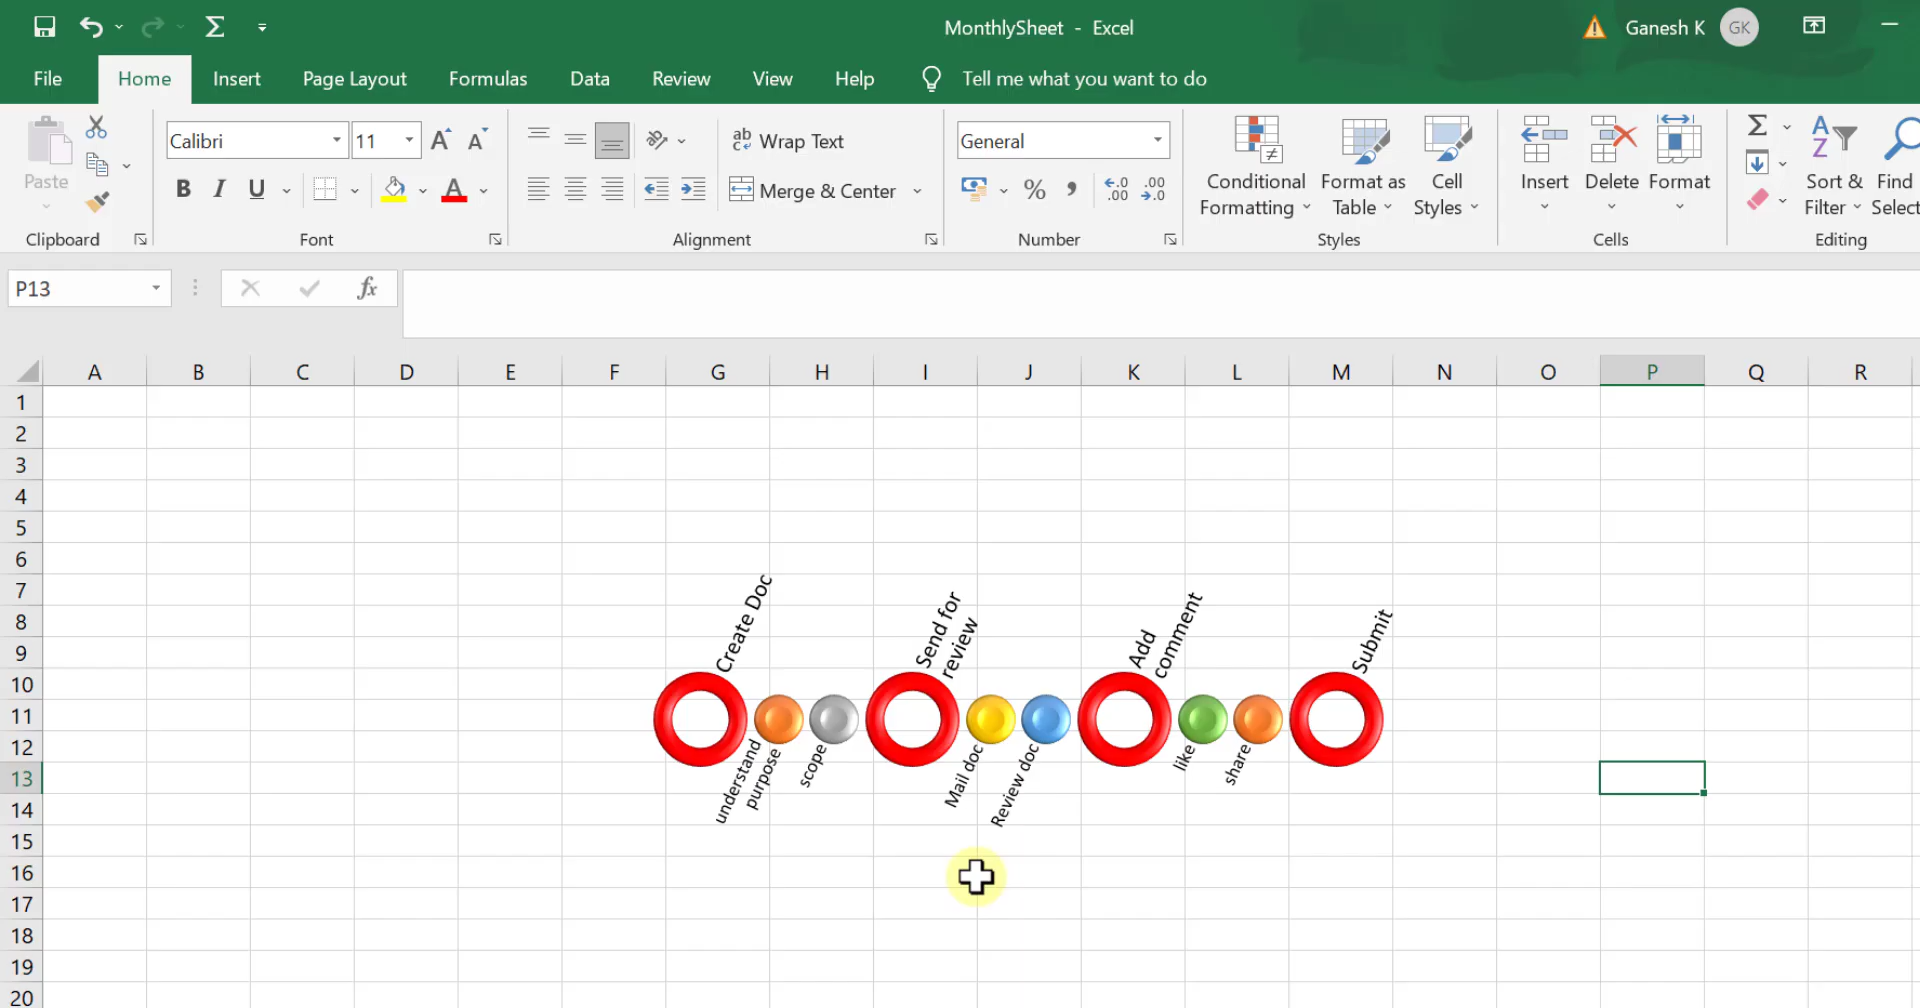 MonthlySheet - Excel
Ganesh K GK
File Home Insert Page Layout Formulas Data Review View Help Tell me what you want to do
Paste
Clipboard
Calibri 11
A A
B I U A
Font
ab Wrap Text
Merge & Center
Alignment
General
% , .00 .0
Number
Conditional
Formatting
Format as
Table
Cell
Styles
Styles
Insert Delete Format
Cells
Σ
Sort &
Filter
Find
Select
Editing
P13 fx
A B C D E F G H I J K L M N O P Q R
1
2
3
4
5
6
7
8
9
10
11
12
13
14
15
16
17
18
19
20
Create Doc
understand
purpose
scope
Send for
review
Mail doc
Review doc
Add
comment
like
share
Submit